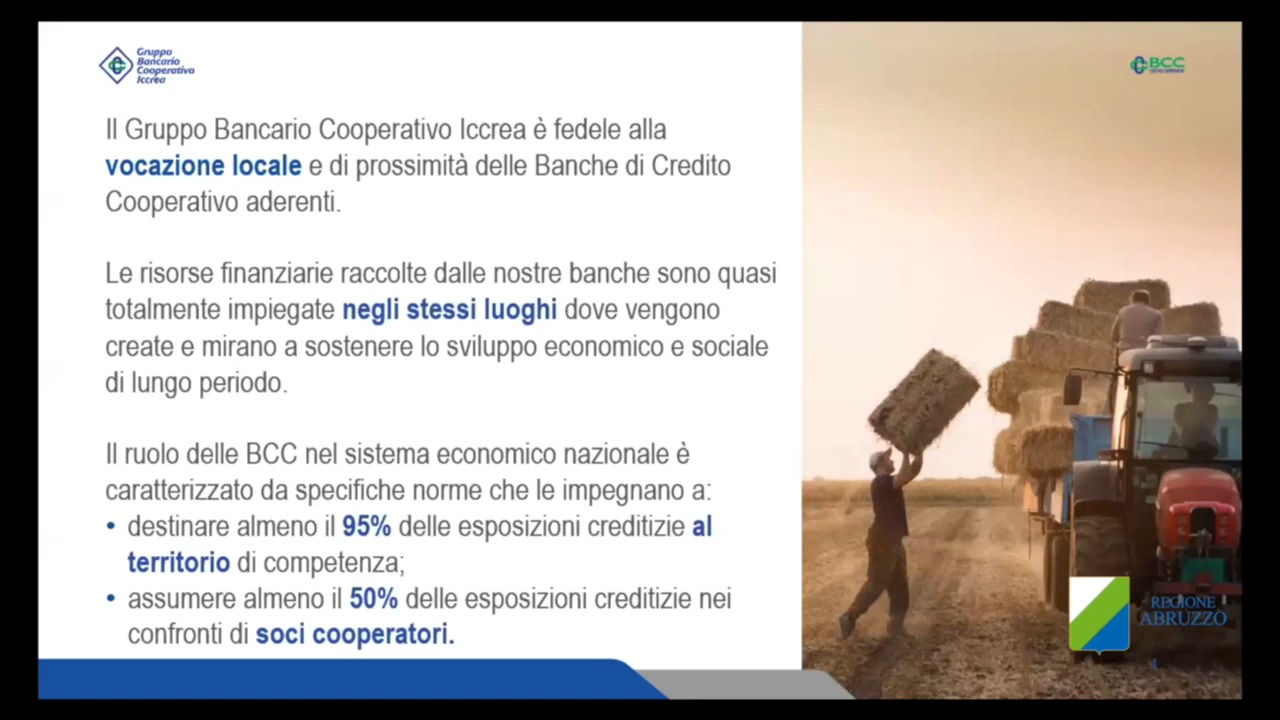 Gruppo
Bancario
Cooperativo
Iccrea
BCC
Il Gruppo Bancario Cooperativo Iccrea è fedele alla
vocazione locale e di prossimità delle Banche di Credito
Cooperativo aderenti.
Le risorse finanziarie raccolte dalle nostre banche sono quasi
totalmente impiegate negli stessi luoghi dove vengono
create e mirano a sostenere lo sviluppo economico e sociale
di lungo periodo.
Il ruolo delle BCC nel sistema economico nazionale è
caratterizzato da specifiche norme che le impegnano a:
• destinare almeno il 95% delle esposizioni creditizie al
territorio di competenza;
• assumere almeno il 50% delle esposizioni creditizie nei
confronti di soci cooperatori.
REGIONE
ABRUZZO